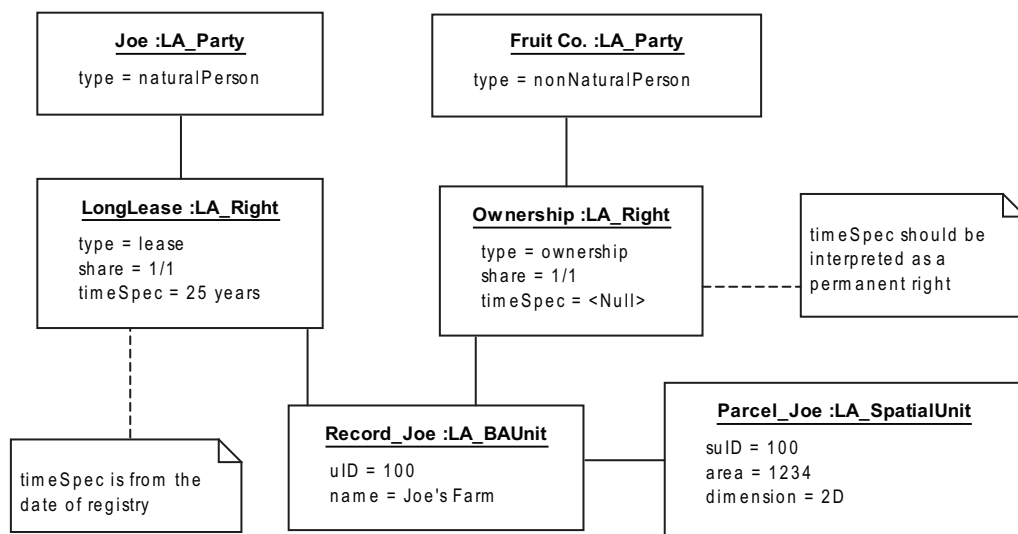 Joe :LA_Party
type = naturalPerson
Fruit Co. :LA_Party
type = nonNaturalPerson
LongLease :LA_Right
type = lease
share = 1/1
timeSpec = 25 years
Ownership :LA_Right
type = ownership
share = 1/1
timeSpec = <Null>
timeSpec should be
interpreted as a
permanent right
timeSpec is from the
date of registry
Record_Joe :LA_BAUnit
uID = 100
name = Joe's Farm
Parcel_Joe :LA_SpatialUnit
suID = 100
area = 1234
dimension = 2D